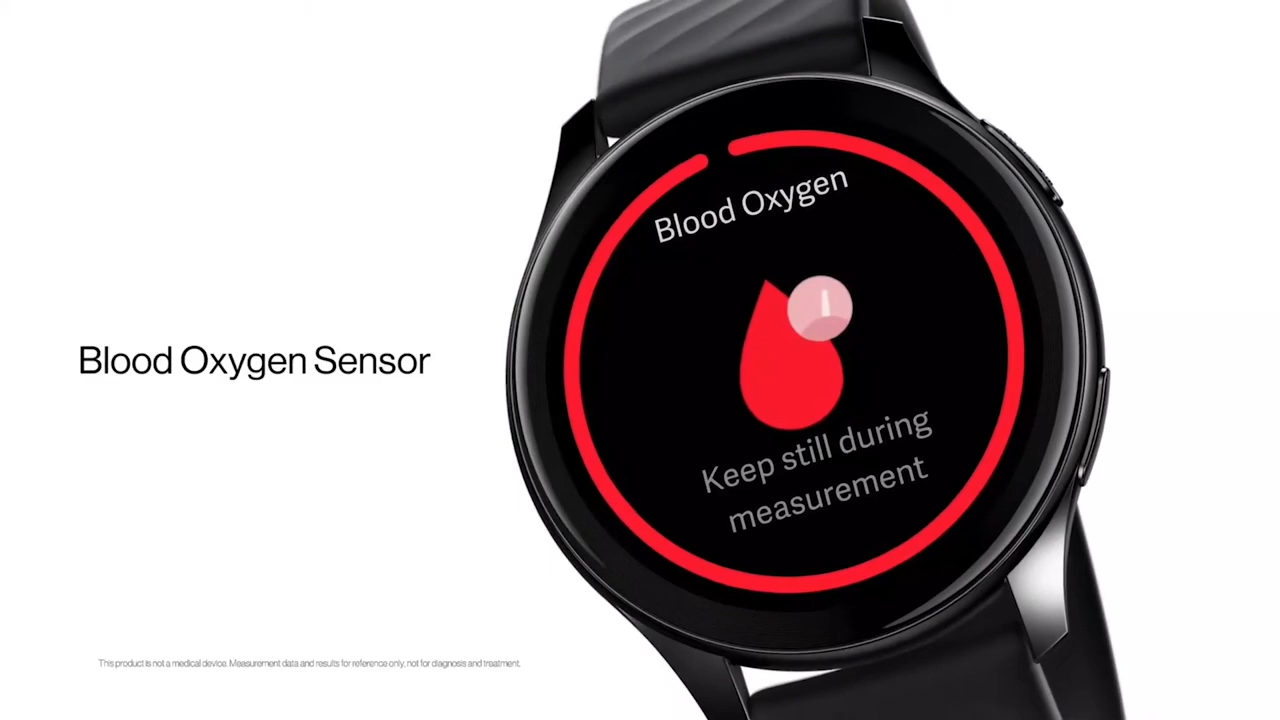 Blood Oxygen
Blood Oxygen Sensor
Keep still during
measurement
This product is not a medical device. Measurement data and results for reference only, not for diagnosis and treatment.